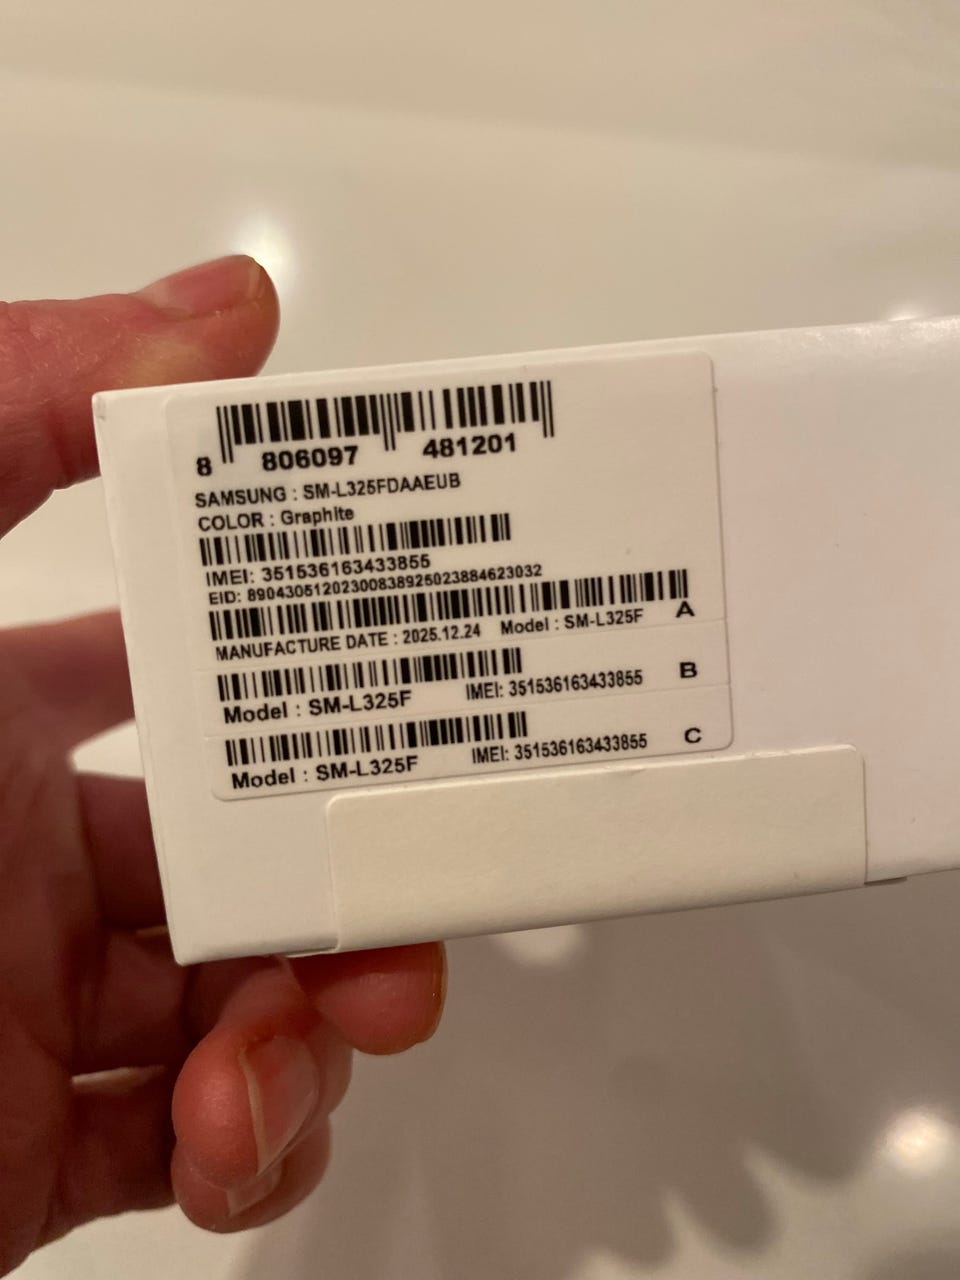 8 806097 481201
SAMSUNG : SM-L325FDAAEUB
COLOR : Graphite
IMEI: 351536163433855
EID: 89043051202300838925023884623032
A
MANUFACTURE DATE : 2025.12.24 Model : SM-L325F
B
Model : SM-L325F IMEI: 351536163433855
C
Model : SM-L325F IMEI: 351536163433855